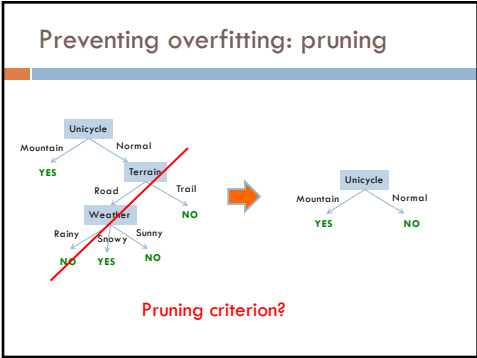 Preventing overfitting: pruning
Unicycle
Mountain Normal
YES
Terrain
Road Trail
Weather
NO
Rainy Snowy Sunny
NO YES NO
Unicycle
Mountain Normal
YES NO
Pruning criterion?